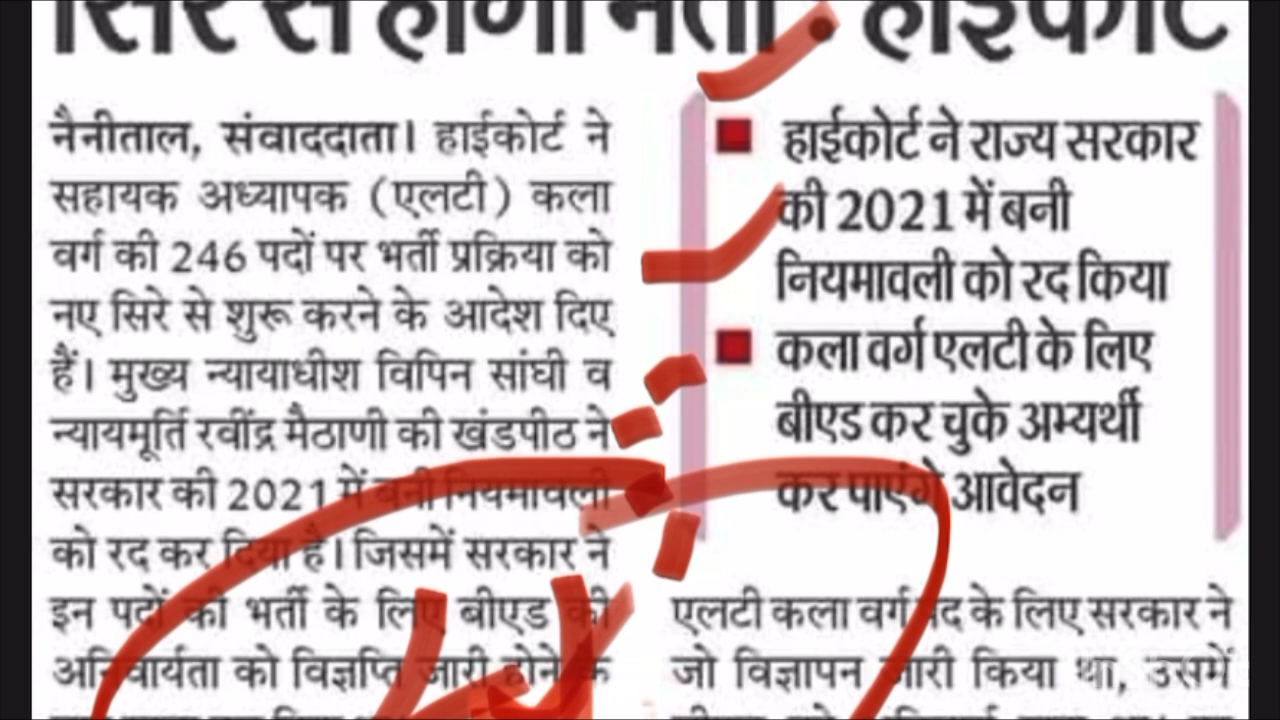 सिरे से होगी भर्ती : हाईकोर्ट
नैनीताल, संवाददाता। हाईकोर्ट ने
सहायक अध्यापक (एलटी) कला
वर्ग की 246 पदों पर भर्ती प्रक्रिया को
नए सिरे से शुरू करने के आदेश दिए
हैं। मुख्य न्यायाधीश विपिन सांघी व
न्यायमूर्ति रवींद्र मैठाणी की खंडपीठ ने
सरकार की 2021 में बनी नियमावली
को रद कर दिया है। जिसमें सरकार ने
इन पदों की भर्ती के लिए बीएड की
अनिवार्यता को विज्ञप्ति जारी होने के
हाईकोर्ट ने राज्य सरकार
की 2021 में बनी
नियमावली को रद किया
कला वर्ग एलटी के लिए
बीएड कर चुके अभ्यर्थी
कर पाएंगे आवेदन
एलटी कला वर्ग पद के लिए सरकार ने
जो विज्ञापन जारी किया था, उसमें